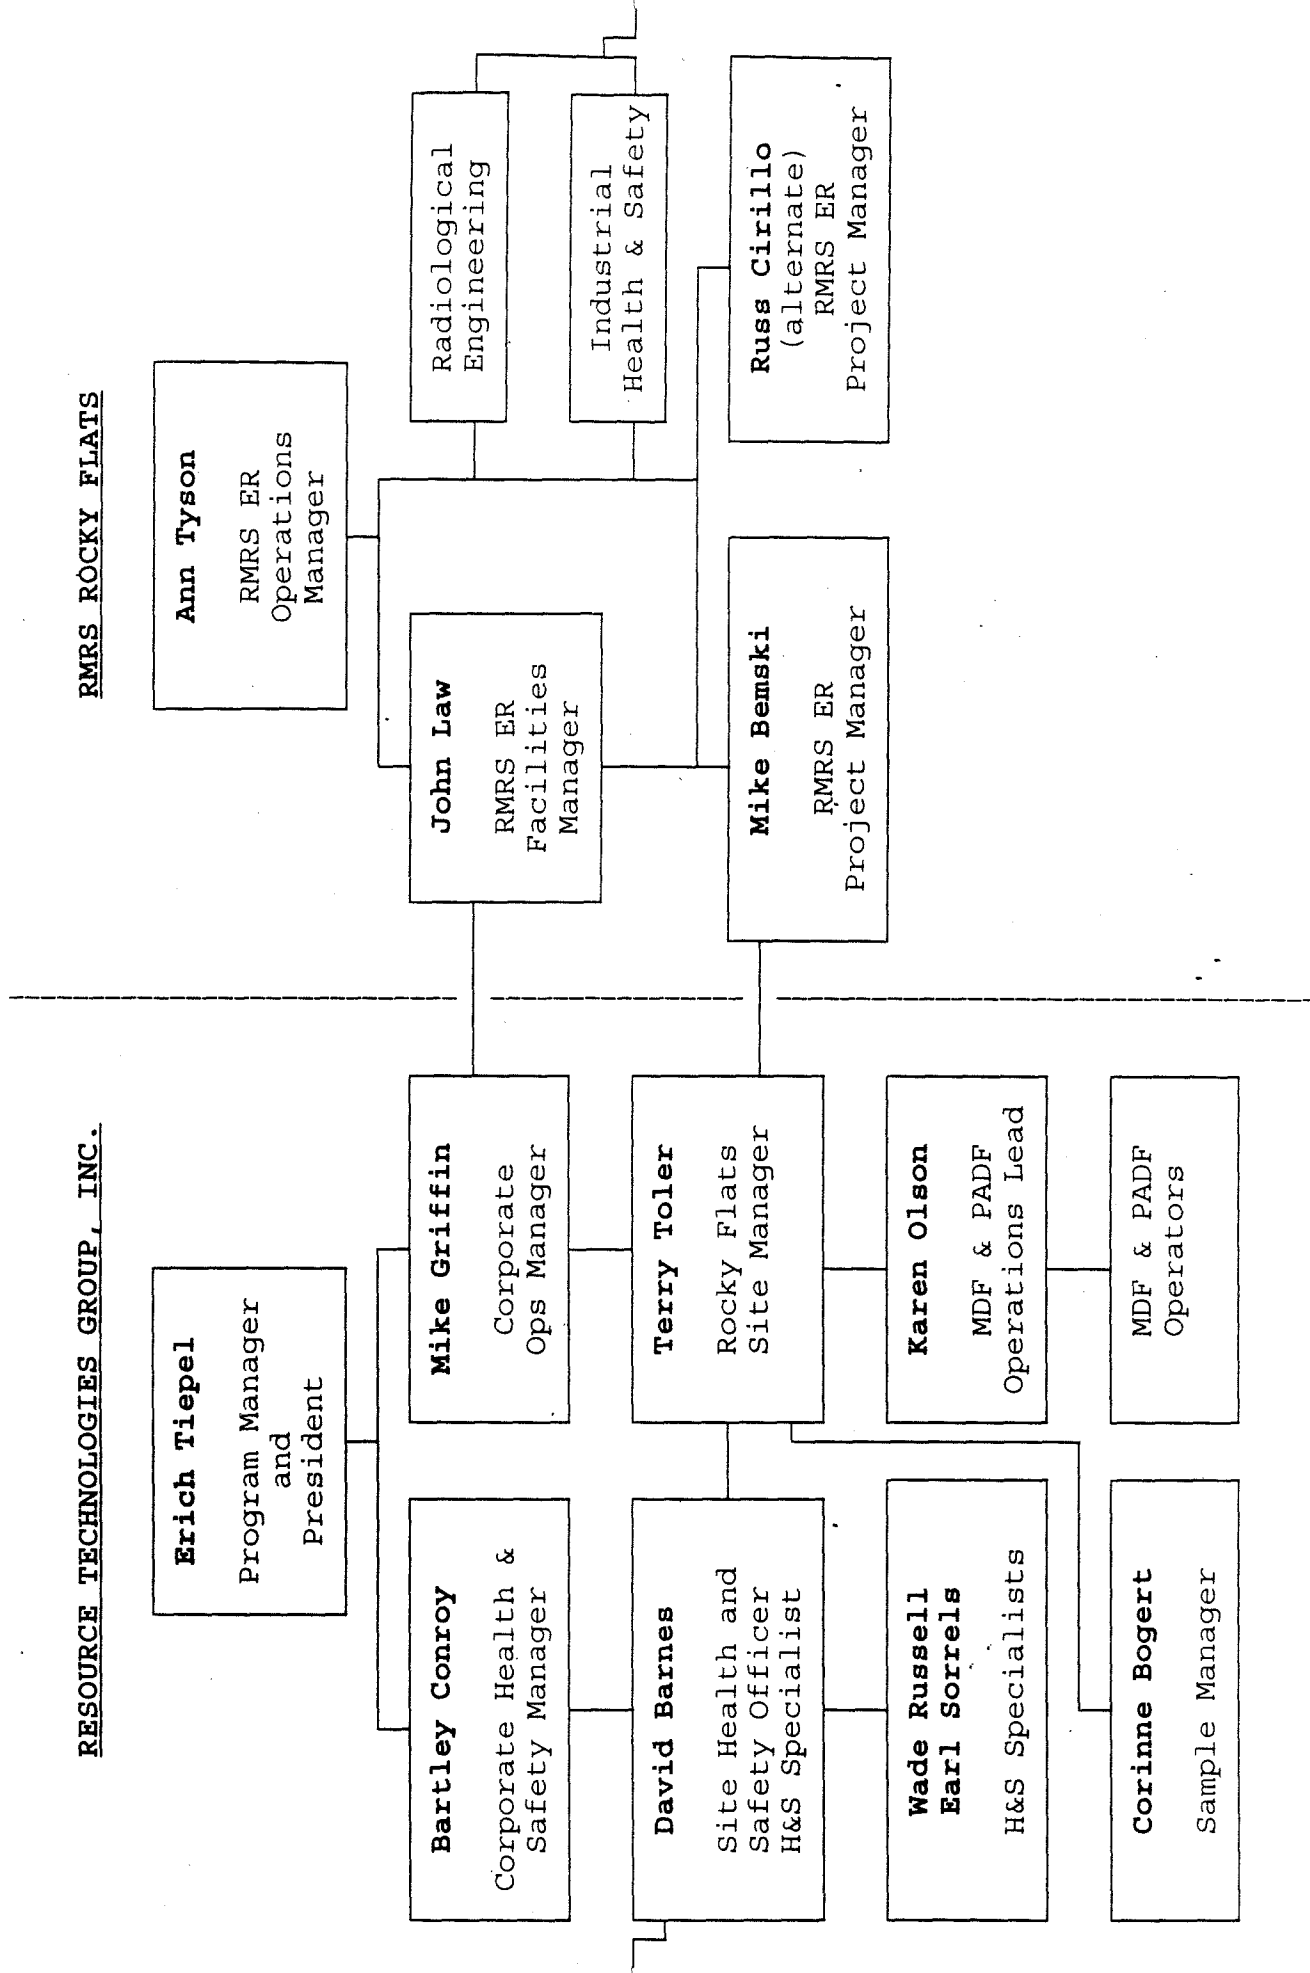 RESOURCE TECHNOLOGIES GROUP, INC.
RMRS ROCKY FLATS
Erich Tiepel
Program Manager
and
President
Ann Tyson
RMRS ER
Operations
Manager
Bartley Conroy
Corporate Health &
Safety Manager
Mike Griffin
Corporate
Ops Manager
John Law
RMRS ER
Facilities
Manager
Radiological
Engineering
Industrial
Health & Safety
David Barnes
Site Health and
Safety Officer
H&S Specialist
Terry Toler
Rocky Flats
Site Manager
Mike Bemski
RMRS ER
Project Manager
Russ Cirillo
(alternate)
RMRS ER
Project Manager
Wade Russell
Earl Sorrels
H&S Specialists
Karen Olson
MDF & PADF
Operations Lead
Corinne Bogert
Sample Manager
MDF & PADF
Operators